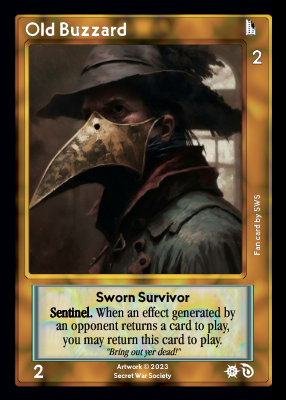 Old Buzzard
2
Fan card by SWS
Sworn Survivor
Sentinel. When an effect generated by
an opponent returns a card to play,
you may return this card to play.
"Bring out yer dead!"
2
Artwork © 2023
Secret War Society